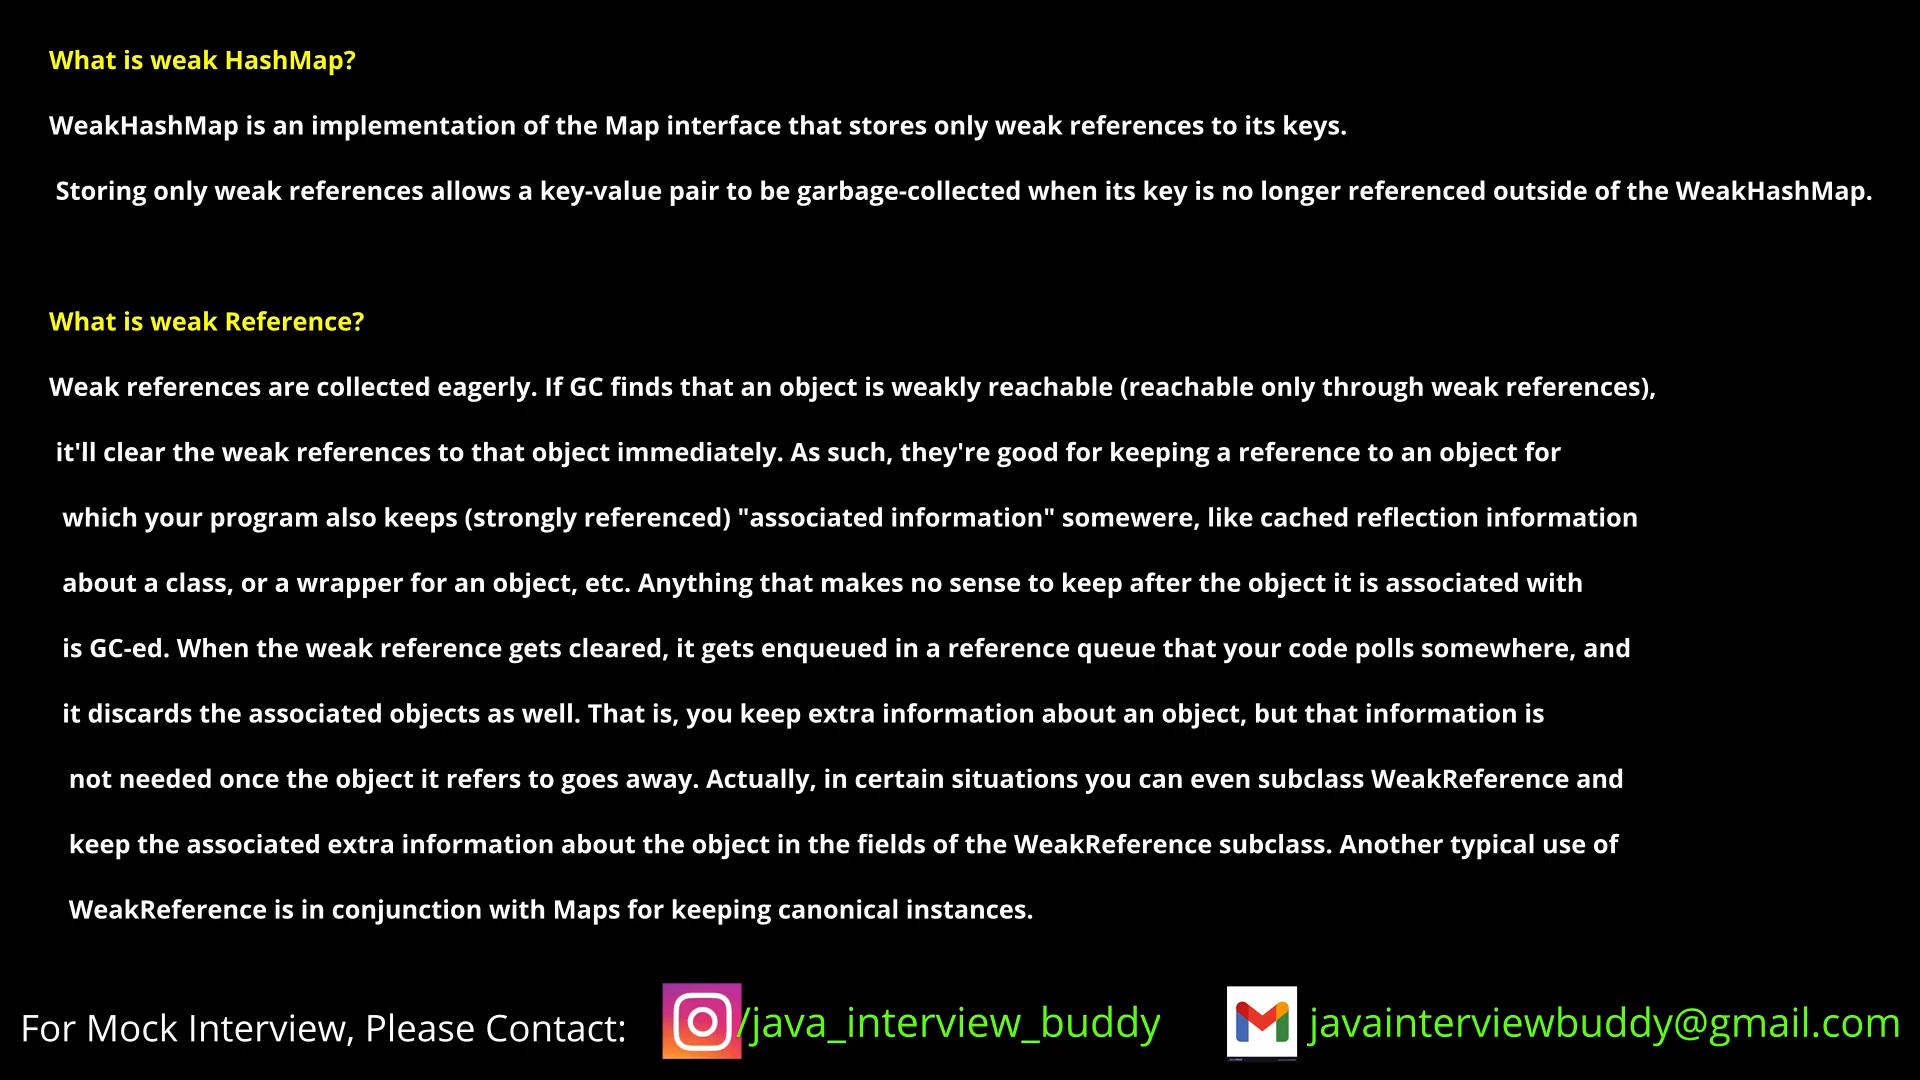 What is weak HashMap?
WeakHashMap is an implementation of the Map interface that stores only weak references to its keys.
Storing only weak references allows a key-value pair to be garbage-collected when its key is no longer referenced outside of the WeakHashMap.
What is weak Reference?
Weak references are collected eagerly. If GC finds that an object is weakly reachable (reachable only through weak references),
it'll clear the weak references to that object immediately. As such, they're good for keeping a reference to an object for
which your program also keeps (strongly referenced) "associated information" somewere, like cached reflection information
about a class, or a wrapper for an object, etc. Anything that makes no sense to keep after the object it is associated with
is GC-ed. When the weak reference gets cleared, it gets enqueued in a reference queue that your code polls somewhere, and
it discards the associated objects as well. That is, you keep extra information about an object, but that information is
not needed once the object it refers to goes away. Actually, in certain situations you can even subclass WeakReference and
keep the associated extra information about the object in the fields of the WeakReference subclass. Another typical use of
WeakReference is in conjunction with Maps for keeping canonical instances.
For Mock Interview, Please Contact: /java_interview_buddy javainterviewbuddy@gmail.com